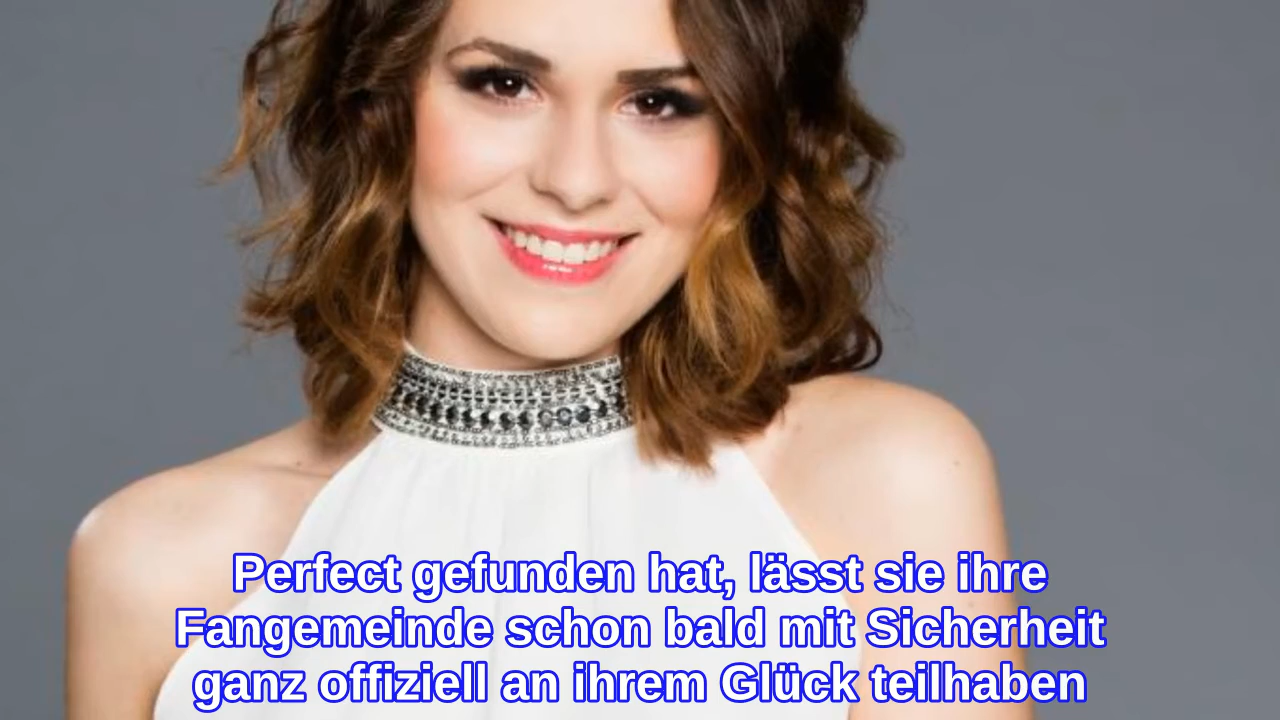 Perfect gefunden hat, lässt sie ihre
Fangemeinde schon bald mit Sicherheit
ganz offiziell an ihrem Glück teilhaben